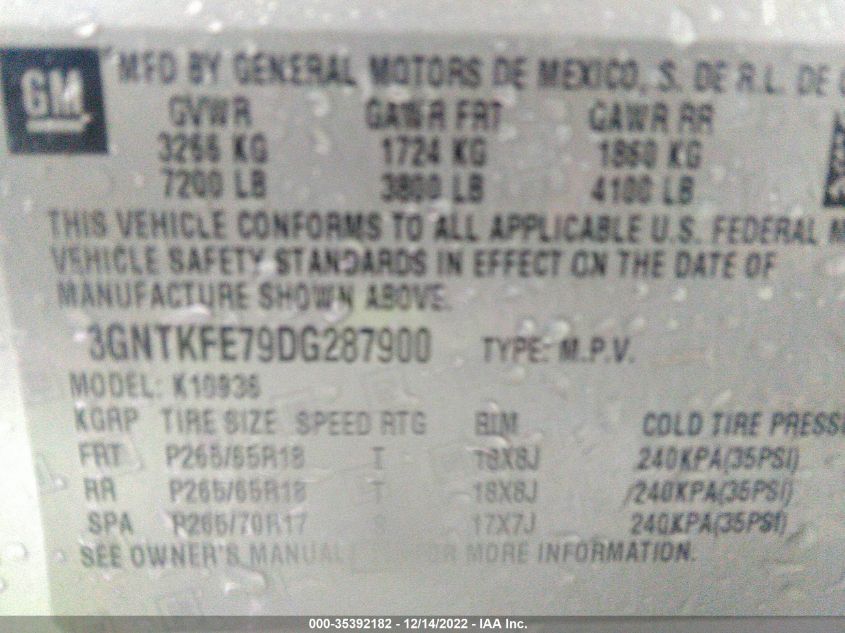 GM
MFD BY GENERAL MOTORS DE MEXICO, S. DE R.L. DE
GVWR GAWR FRT GAWR RR
3266 KG 1724 KG 1860 KG
7200 LB 3800 LB 4100 LB
THIS VEHICLE CONFORMS TO ALL APPLICABLE U.S. FEDERAL M
VEHICLE SAFETY STANDARDS IN EFFECT ON THE DATE OF
MANUFACTURE SHOWN ABOVE.
3GNTKFE79DG287900 TYPE: M.P.V.
MODEL: K10936
KGRP TIRE SIZE SPEED RTG RIM COLD TIRE PRESS
FRT P265/65R18 T 18X8J 240KPA(35PSI)
RR P265/65R18 T 18X8J 240KPA(35PSI)
SPA P265/70R17 S 17X7J 240KPA(35PSI)
SEE OWNER'S MANUAL FOR MORE INFORMATION.
000-35392182 - 12/14/2022 - IAA Inc.